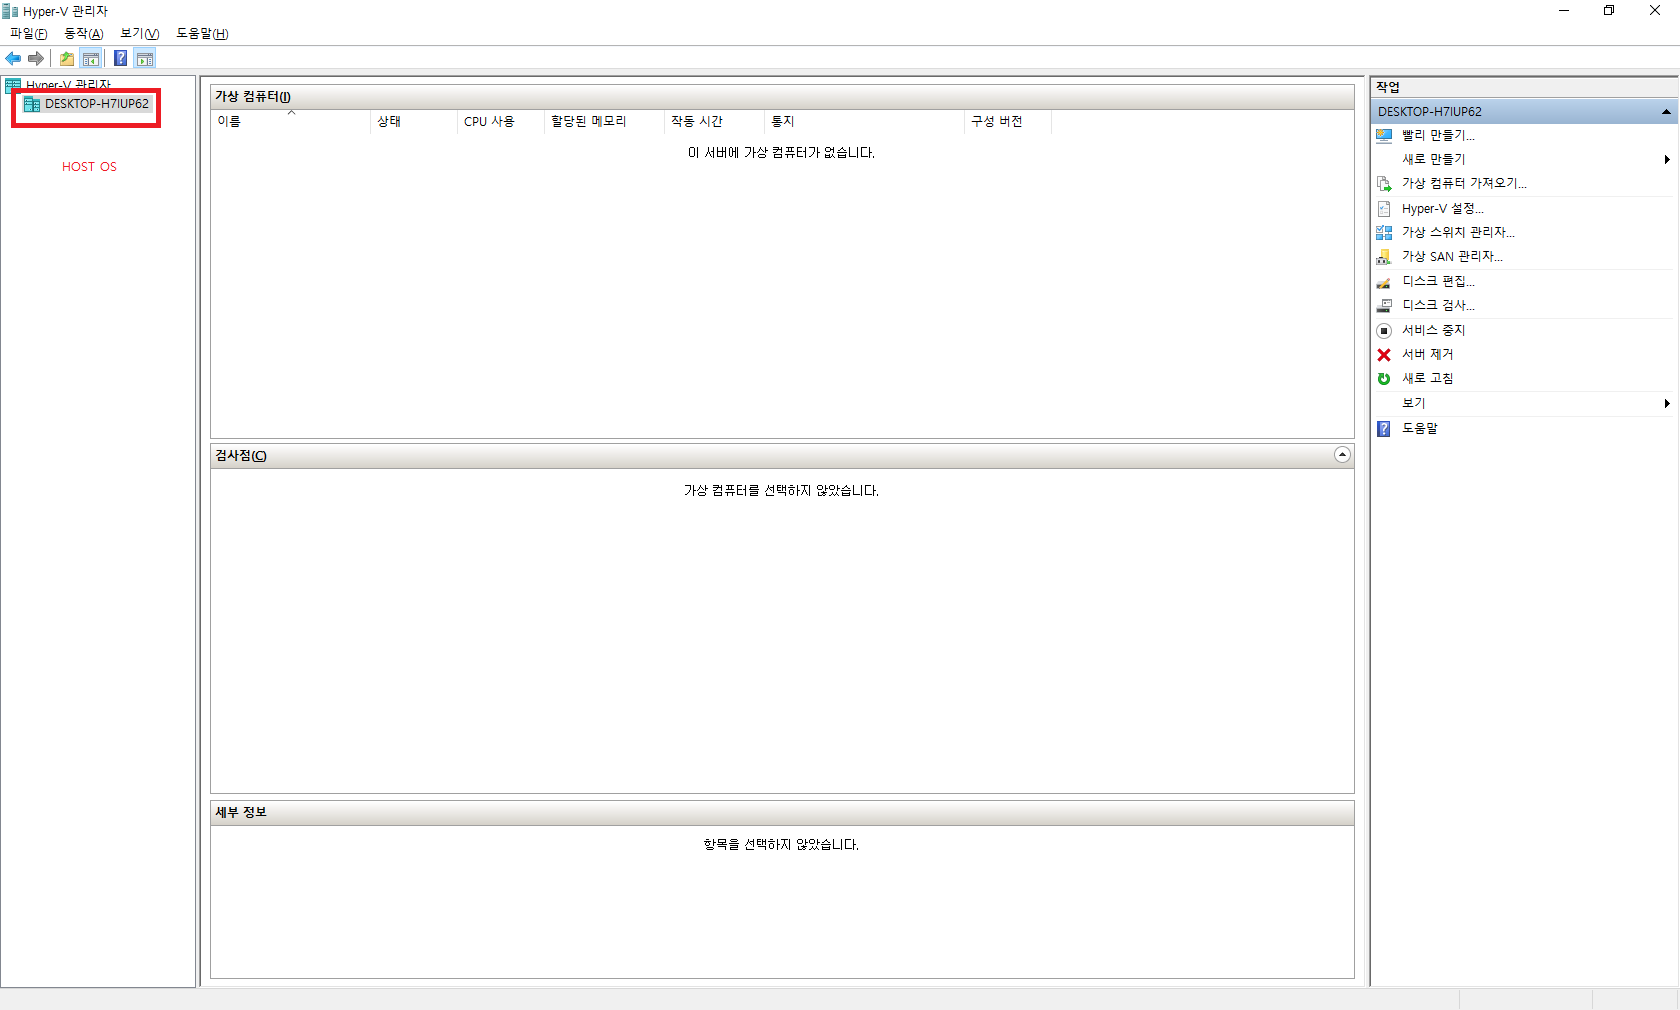 Hyper-V 관리자
파일(F) 동작(A) 보기(V) 도움말(H)
Hyper-V 관리자
DESKTOP-H7IUP62
HOST OS
가상 컴퓨터(I)
이름 상태 CPU 사용 할당된 메모리 작동 시간 통지 구성 버전
이 서버에 가상 컴퓨터가 없습니다.
검사점(C)
가상 컴퓨터를 선택하지 않았습니다.
세부 정보
항목을 선택하지 않았습니다.
작업
DESKTOP-H7IUP62
빨리 만들기...
새로 만들기
가상 컴퓨터 가져오기...
Hyper-V 설정...
가상 스위치 관리자...
가상 SAN 관리자...
디스크 편집...
디스크 검사...
서비스 중지
서버 제거
새로 고침
보기
도움말